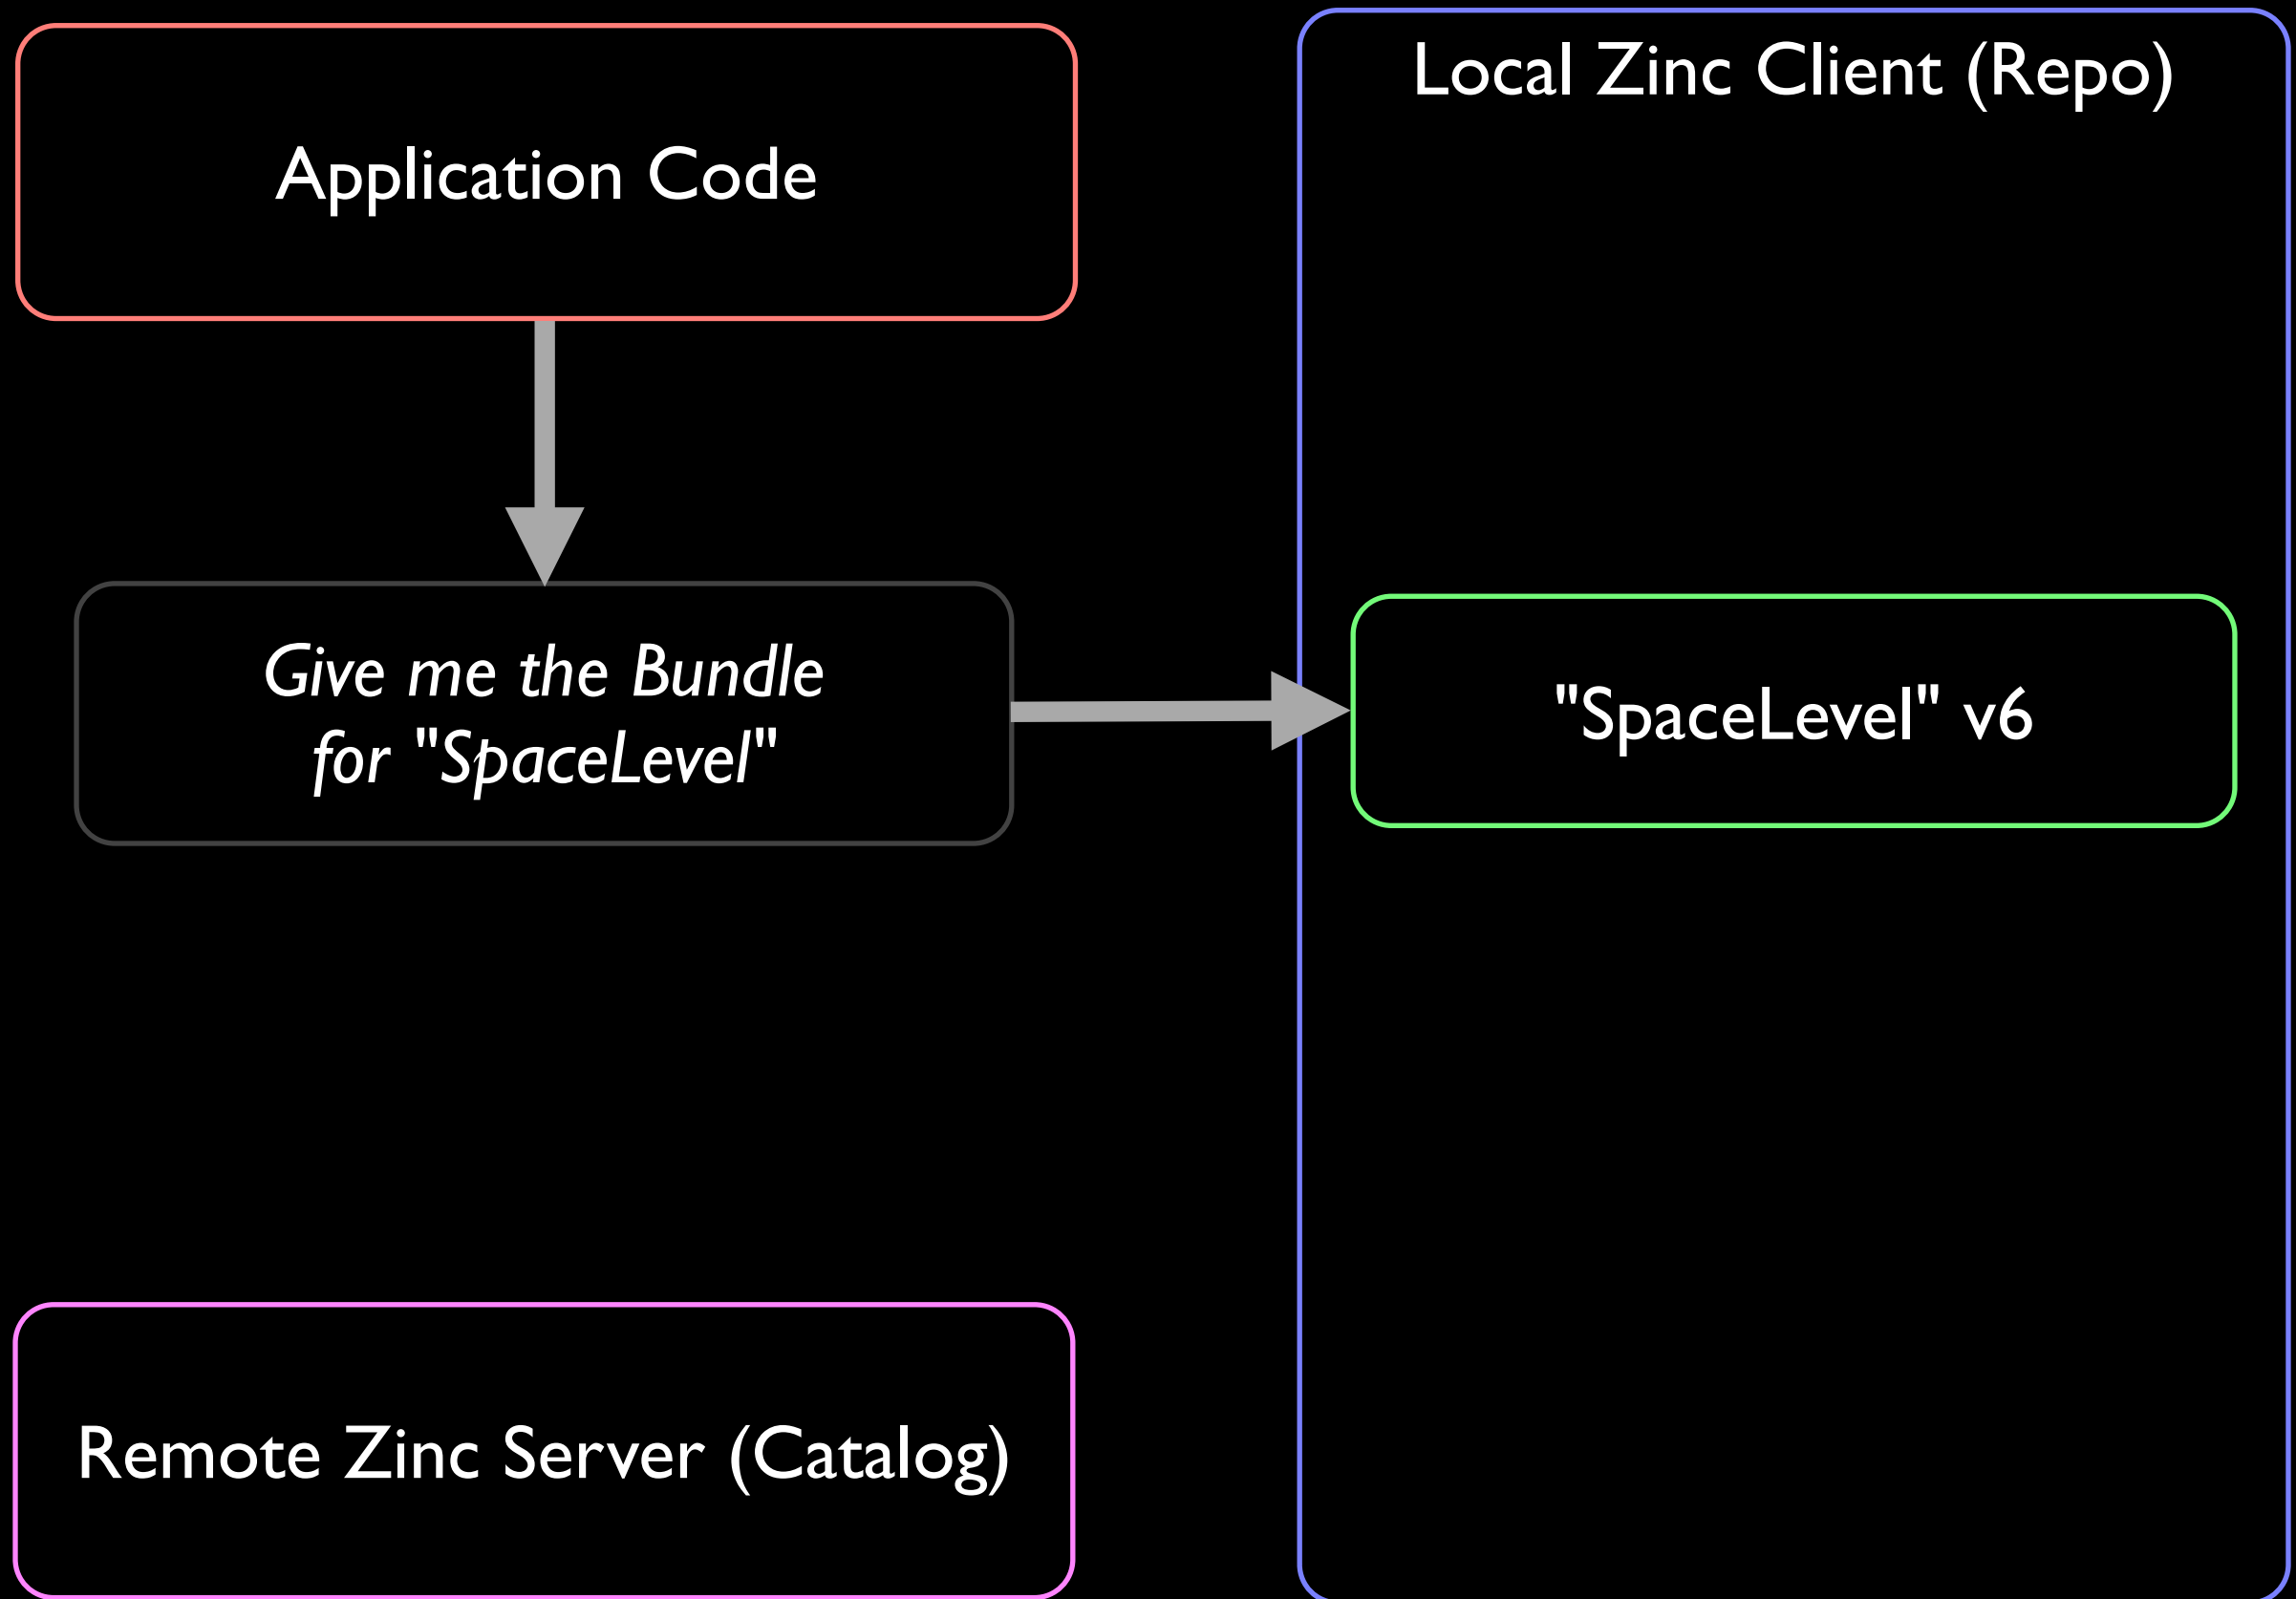 Application Code
Local Zinc Client (Repo)
Give me the Bundle
for "SpaceLevel"
"SpaceLevel" v6
Remote Zinc Server (Catalog)